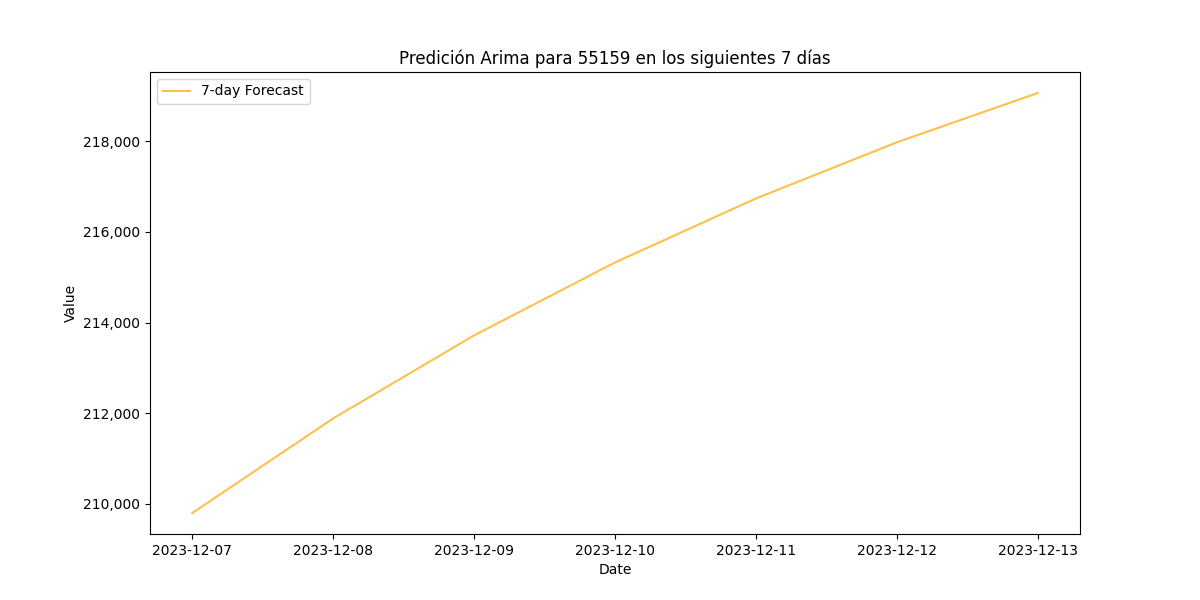 Predicción Arima para 55159 en los siguientes 7 días
7-day Forecast
218,000
216,000
214,000
212,000
210,000
Value
2023-12-07 2023-12-08 2023-12-09 2023-12-10 2023-12-11 2023-12-12 2023-12-13
Date